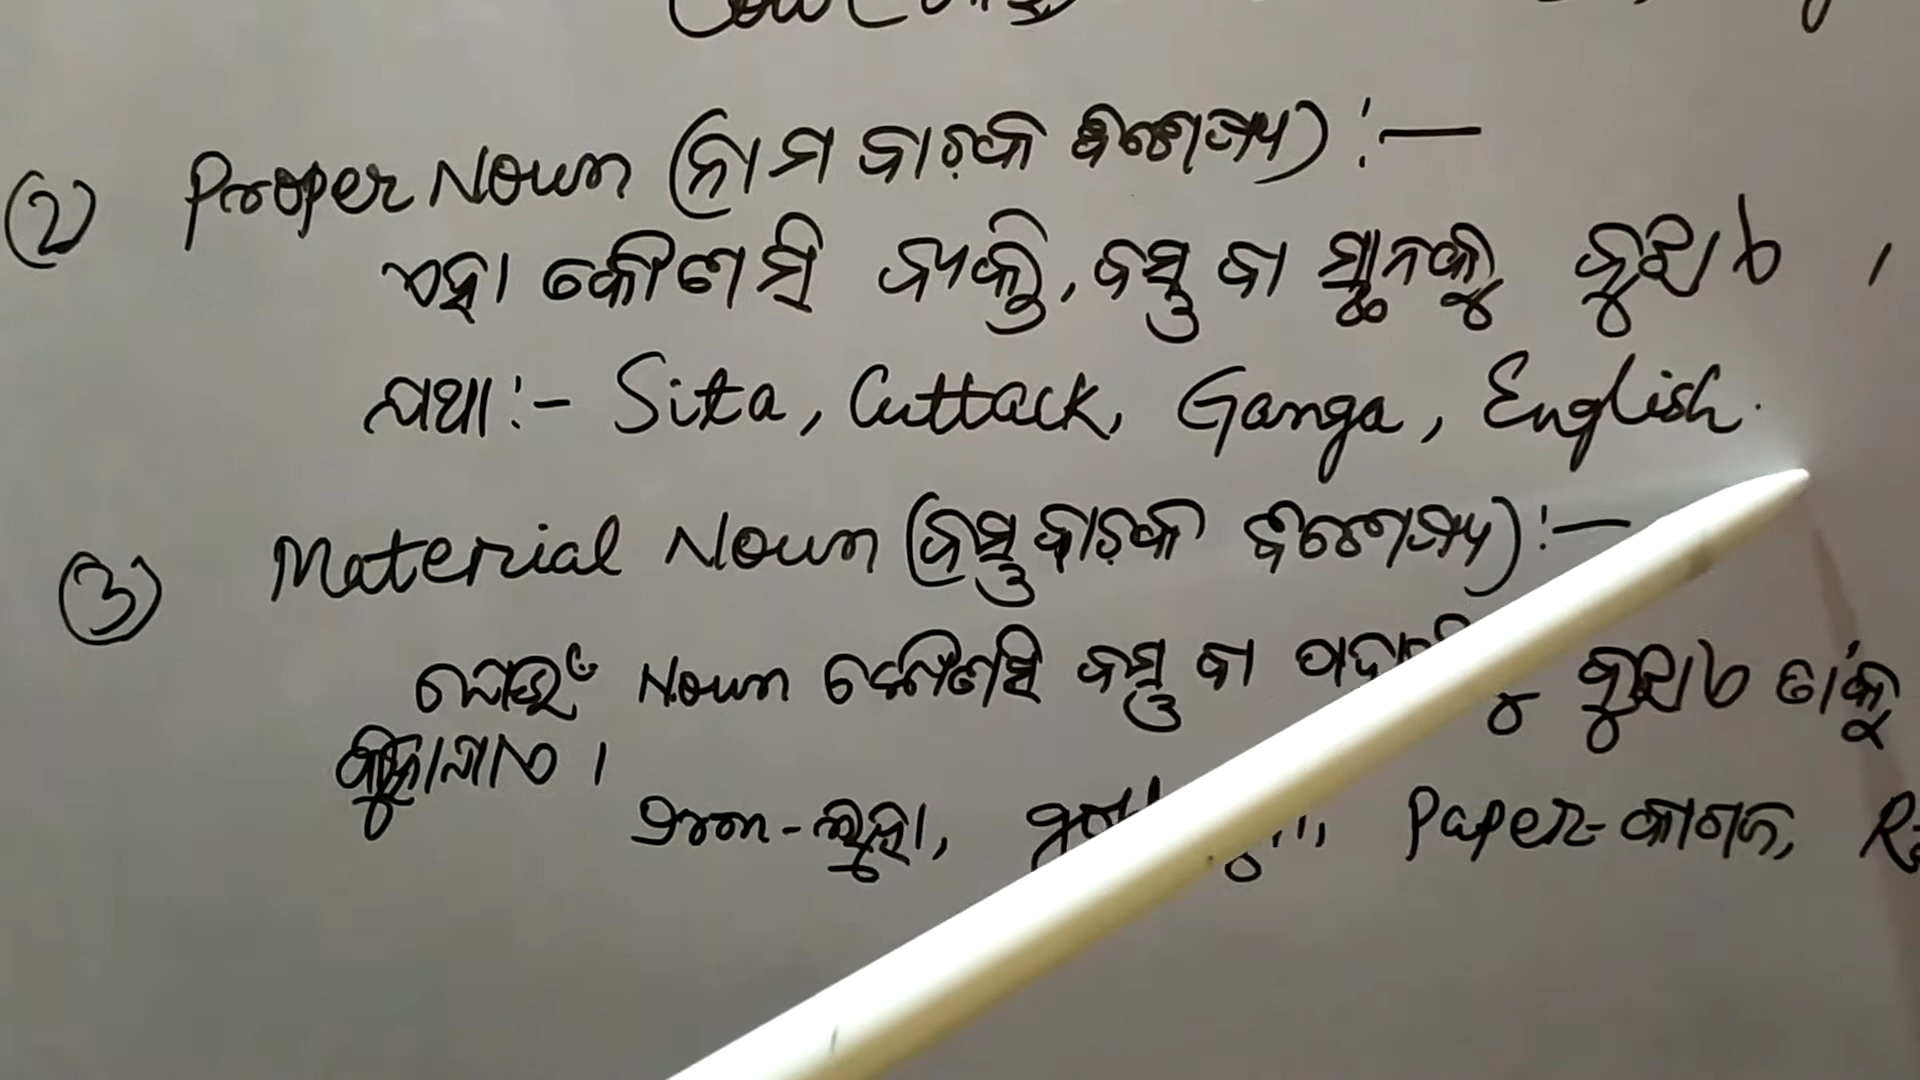 (2) Proper Noun (ନାମ ବାଚକ ବିଶେଷ୍ୟ) :—
ଏହା କୌଣସି ବ୍ୟକ୍ତି, ବସ୍ତୁ ବା ସ୍ଥାନକୁ ବୁଝାଏ ।
ଯଥା :- Sita, Cuttack, Ganga, English.
(3) Material Noun (ବସ୍ତୁ ବାଚକ ବିଶେଷ୍ୟ) :—
ଯେଉଁ Noun କୌଣସି ବସ୍ତୁ ବା ବୁଝାଏ ତାଂକୁ
କୁହାଯାଏ ।
Iron-ଲୁହା, Paper-କାଗଜ,